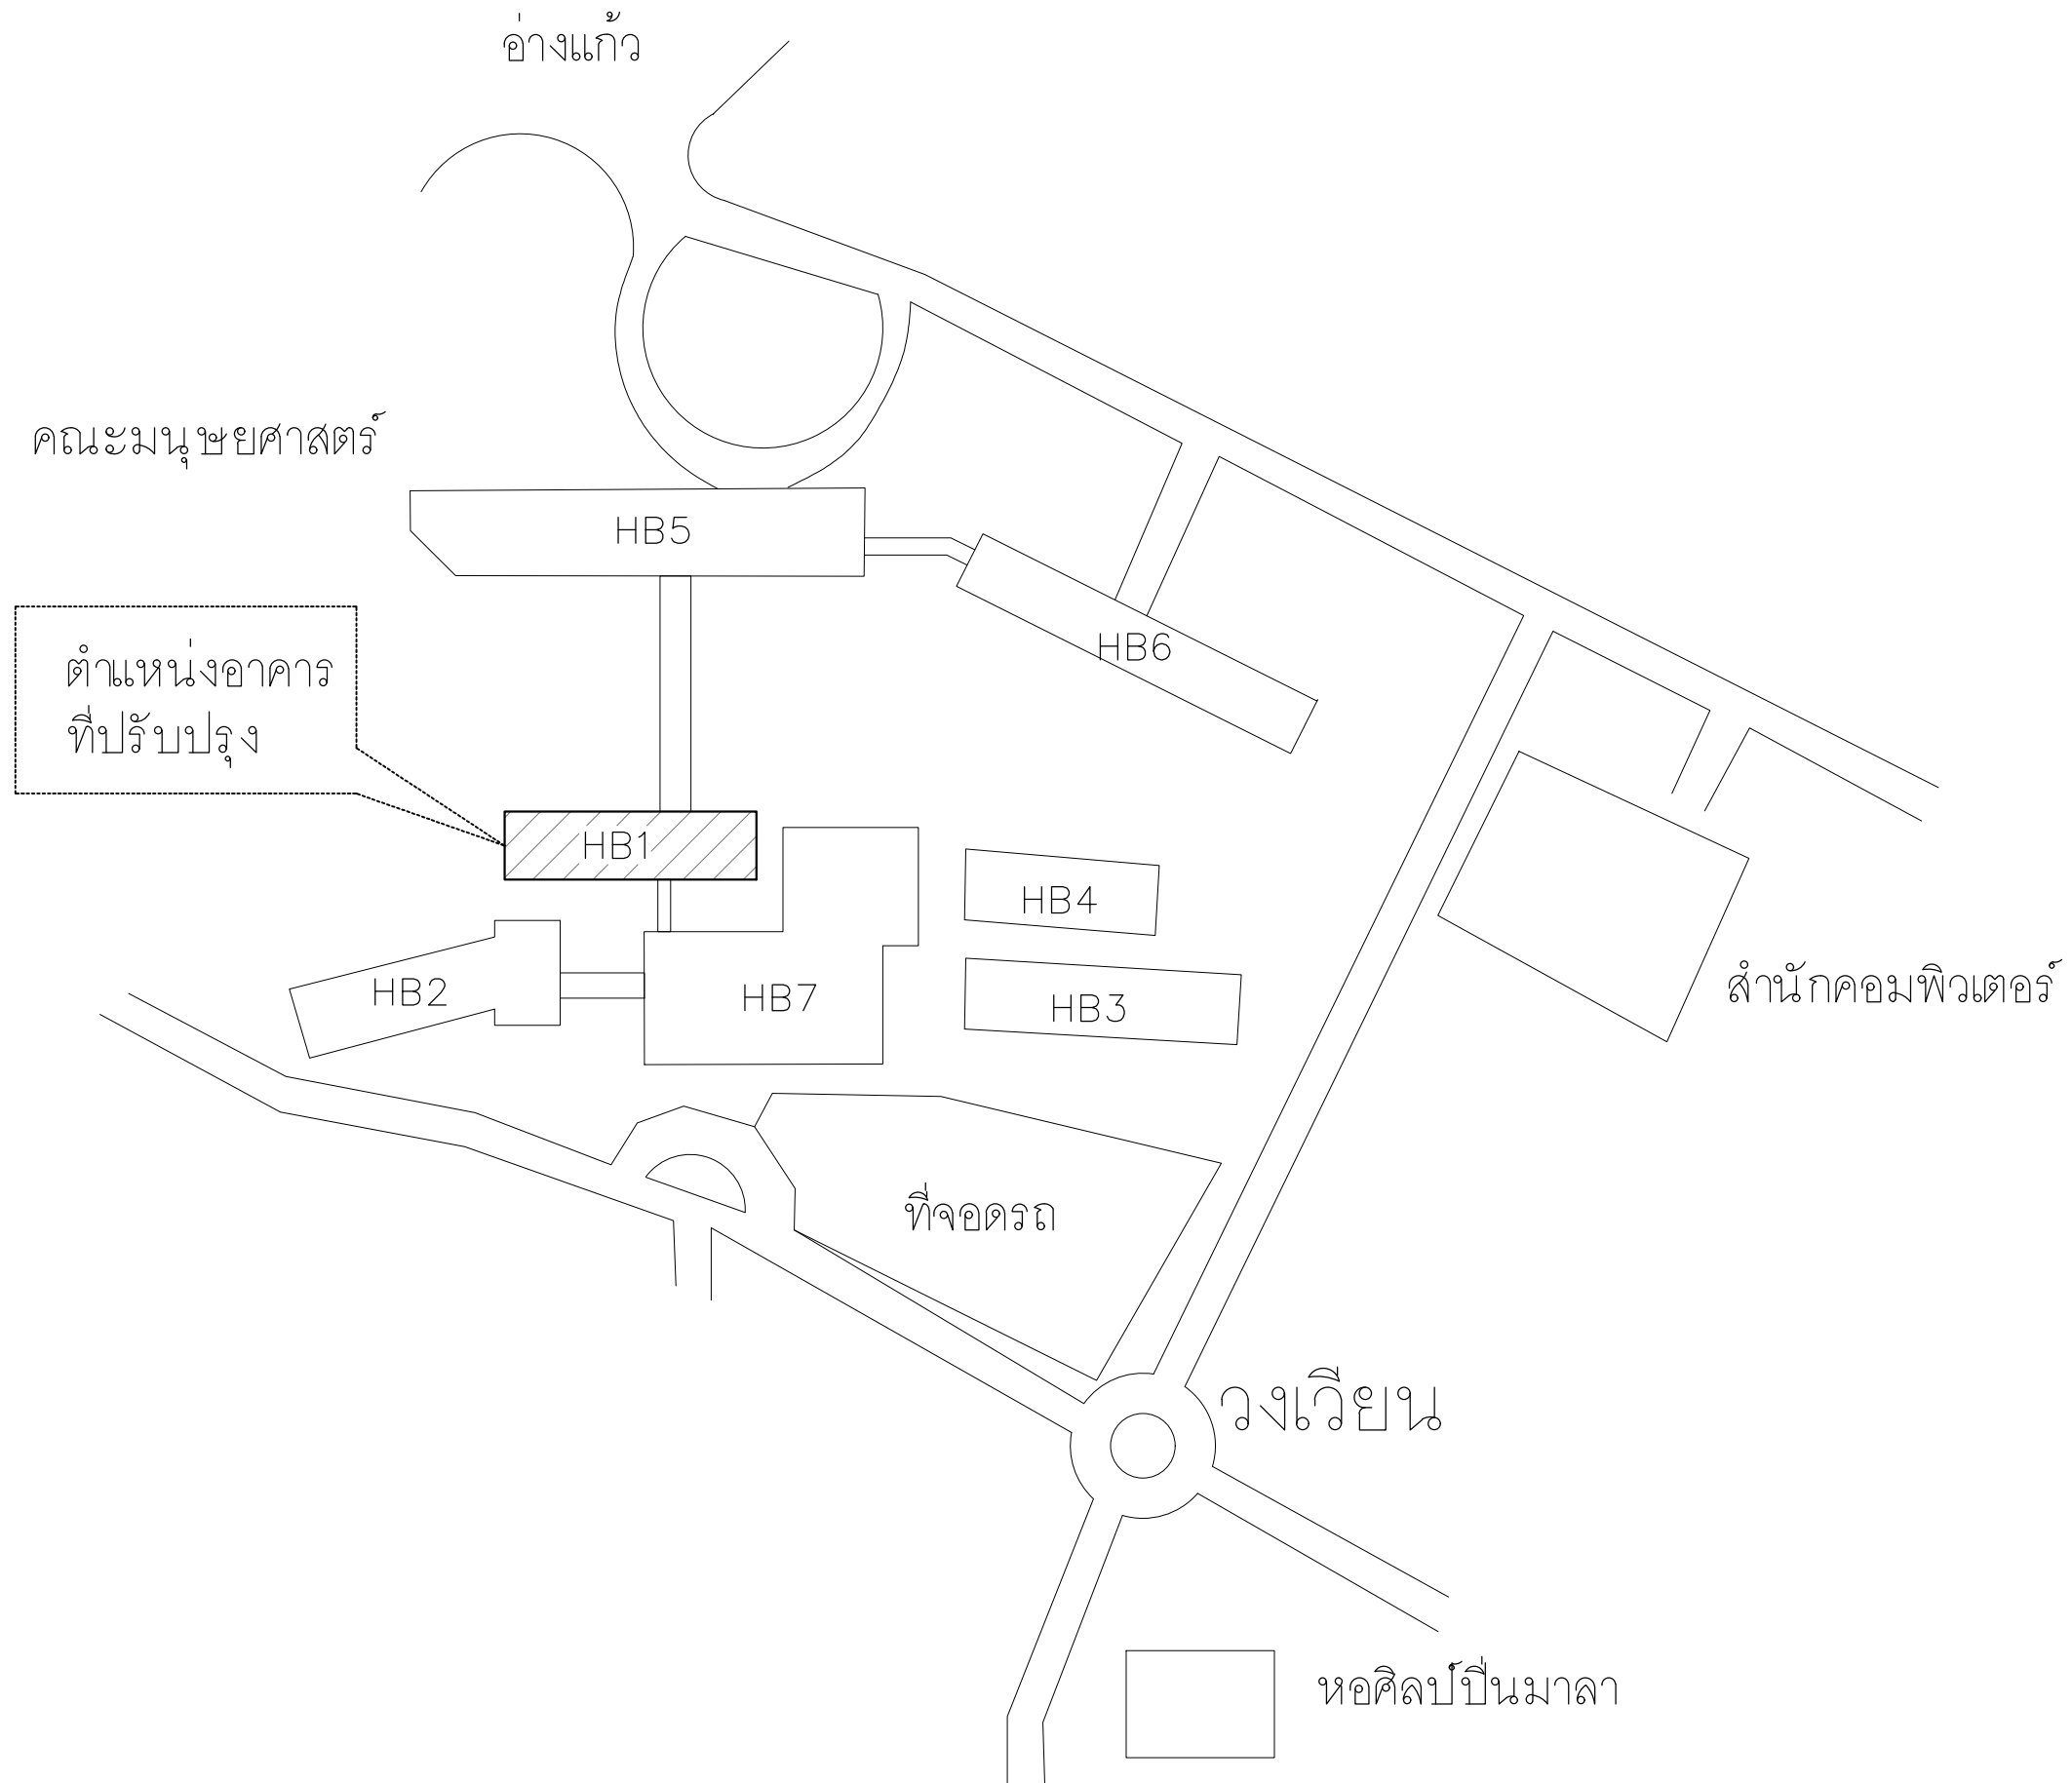 อ่างแก้ว
คณะมนุษยศาสตร์
HB5
HB6
ตำแหน่งอาคาร
ที่ปรับปรุง
HB1
HB4
HB2
HB7
HB3
สำนักคอมพิวเตอร์
ที่จอดรถ
วงเวียน
หอศิลป์ปิ่นมาลา